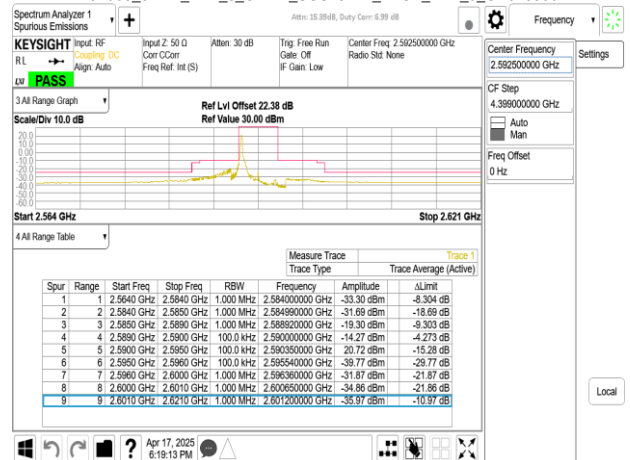 Spectrum Analyzer 1
Spurious Emissions
Attn: 15.39dB, Duty Corr: 6.99 dB
Frequency
KEYSIGHT Input: RF Input Z: 50 Ω Atten: 30 dB Trig: Free Run Center Freq: 2.592500000 GHz
RL Coupling: DC Corr CCorr Gate: Off Radio Std: None
Align: Auto Freq Ref: Int (S) IF Gain: Low
LXI PASS
Center Frequency
2.592500000 GHz
Settings
CF Step
4.399000000 GHz
Auto
Man
Freq Offset
0 Hz
3 All Range Graph
Ref Lvl Offset 22.38 dB
Scale/Div 10.0 dB Ref Value 30.00 dBm
20.0
0.00
-10.0
-20.0
-30.0
-40.0
-50.0
-60.0
Start 2.564 GHz Stop 2.621 GHz
4 All Range Table
Measure Trace Trace 1
Trace Type Trace Average (Active)
Spur Range Start Freq Stop Freq RBW Frequency Amplitude ΔLimit
1 1 2.5640 GHz 2.5840 GHz 1.000 MHz 2.584000000 GHz -33.30 dBm -8.304 dB
2 2 2.5840 GHz 2.5850 GHz 1.000 MHz 2.584990000 GHz -31.69 dBm -18.69 dB
3 3 2.5850 GHz 2.5890 GHz 1.000 MHz 2.588920000 GHz -19.30 dBm -9.303 dB
4 4 2.5890 GHz 2.5900 GHz 100.0 kHz 2.590000000 GHz -14.27 dBm -4.273 dB
5 5 2.5900 GHz 2.5950 GHz 100.0 kHz 2.590350000 GHz 20.72 dBm -15.28 dB
6 6 2.5950 GHz 2.5960 GHz 100.0 kHz 2.595540000 GHz -39.77 dBm -29.77 dB
7 7 2.5960 GHz 2.6000 GHz 1.000 MHz 2.596360000 GHz -31.87 dBm -21.87 dB
8 8 2.6000 GHz 2.6010 GHz 1.000 MHz 2.600650000 GHz -34.86 dBm -21.86 dB
9 9 2.6010 GHz 2.6210 GHz 1.000 MHz 2.601200000 GHz -35.97 dBm -10.97 dB
Local
Apr 17, 2025
6:19:13 PM